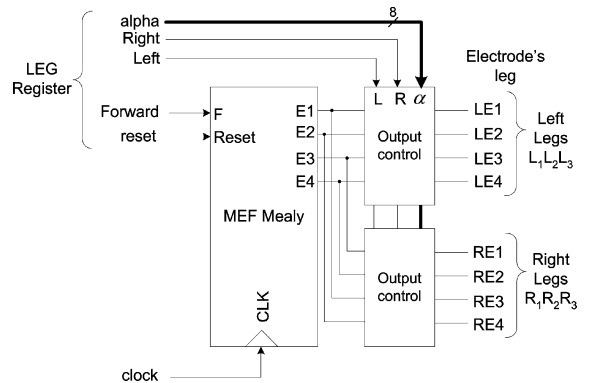 alpha
8
Right
Left
LEG
Register
Forward
reset
F
Reset
E1
E2
E3
E4
MEF Mealy
CLK
clock
L R α
Output
control
Output
control
Electrode's
leg
LE1
LE2
LE3
LE4
Left
Legs
L₁L₂L₃
RE1
RE2
RE3
RE4
Right
Legs
R₁R₂R₃